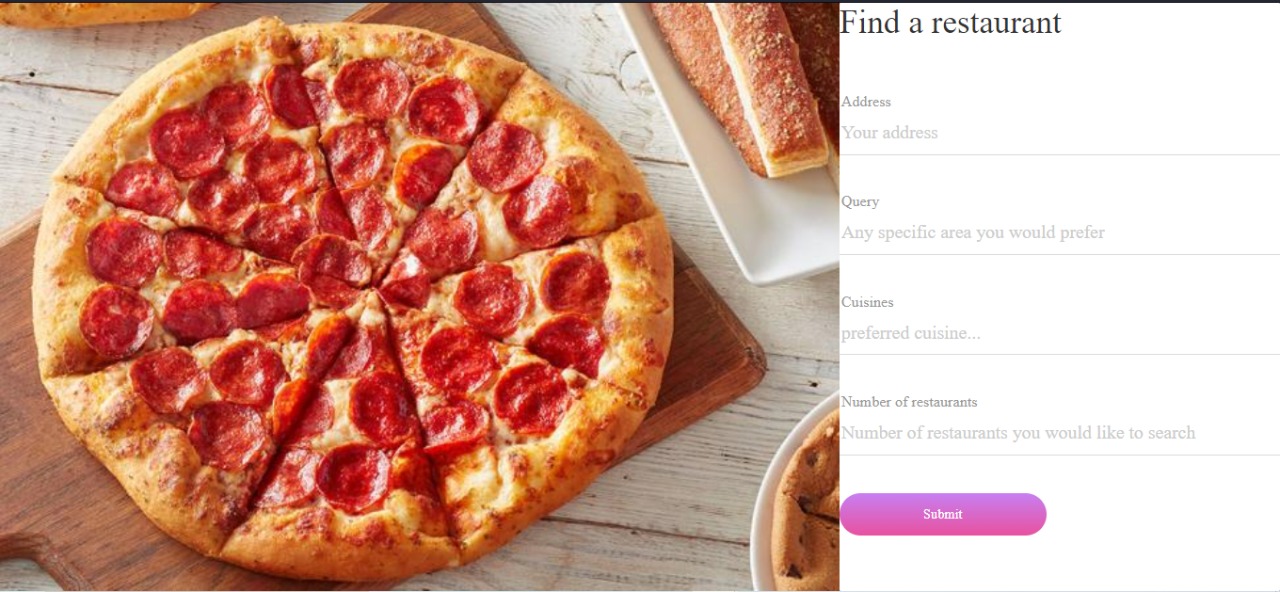 Find a restaurant
Address
Your address
Query
Any specific area you would prefer
Cuisines
preferred cuisine...
Number of restaurants
Number of restaurants you would like to search
Submit